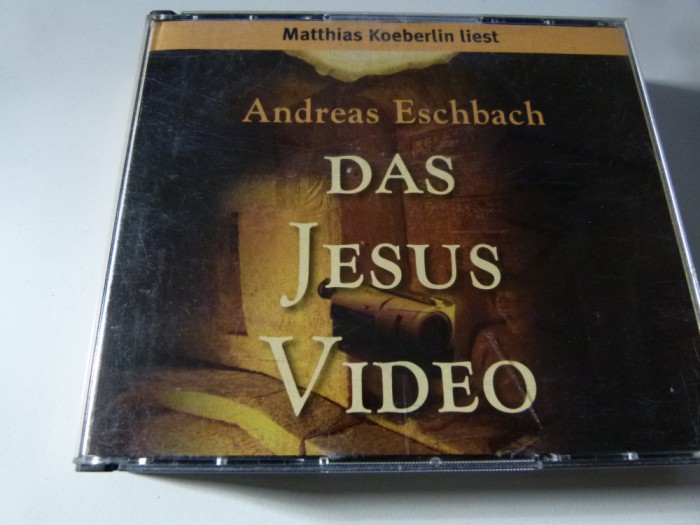 Matthias Koeberlin liest
Andreas Eschbach
DAS
JESUS
VIDEO